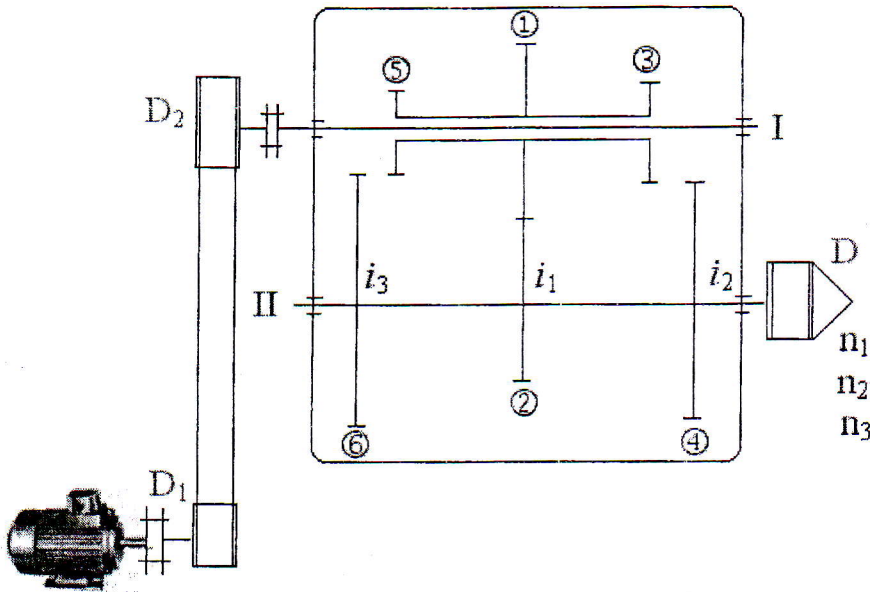 ①
⑤
③
D₂
I
i₃
i₁
i₂
D
II
n₁
n₂
②
n₃
⑥
④
D₁